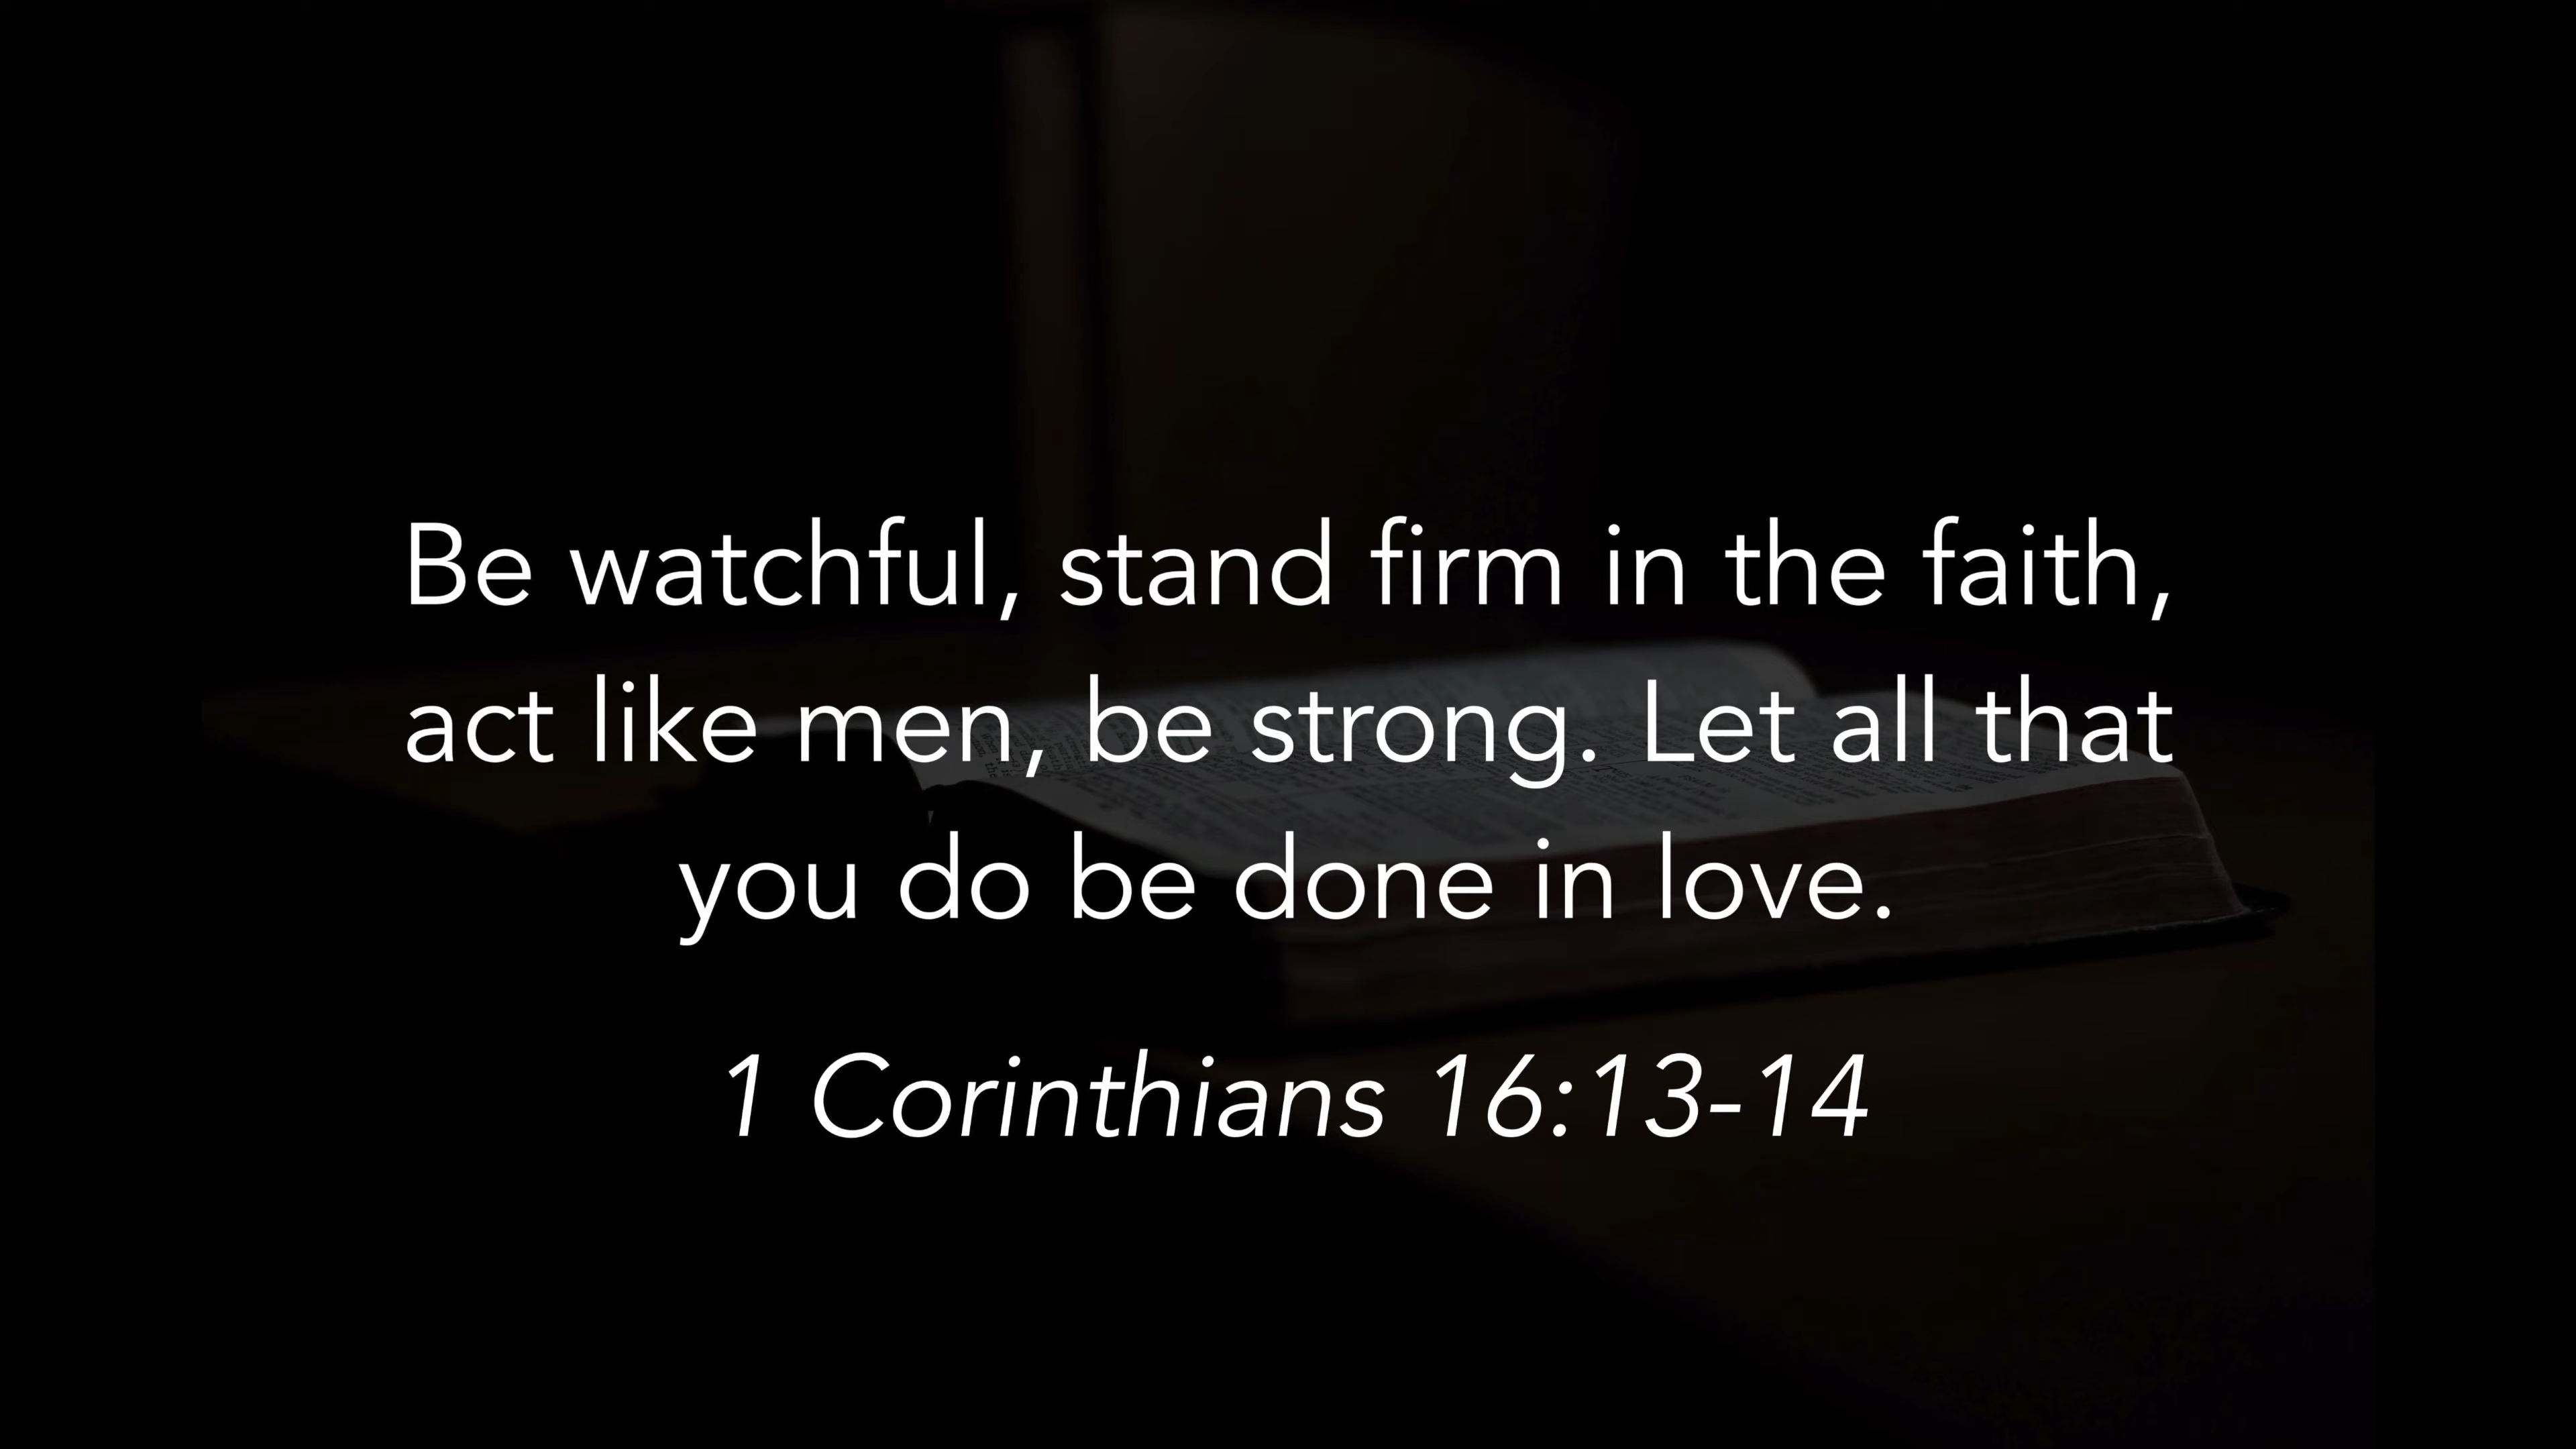 Be watchful, stand firm in the faith,
act like men, be strong. Let all that
you do be done in love.
1 Corinthians 16:13-14